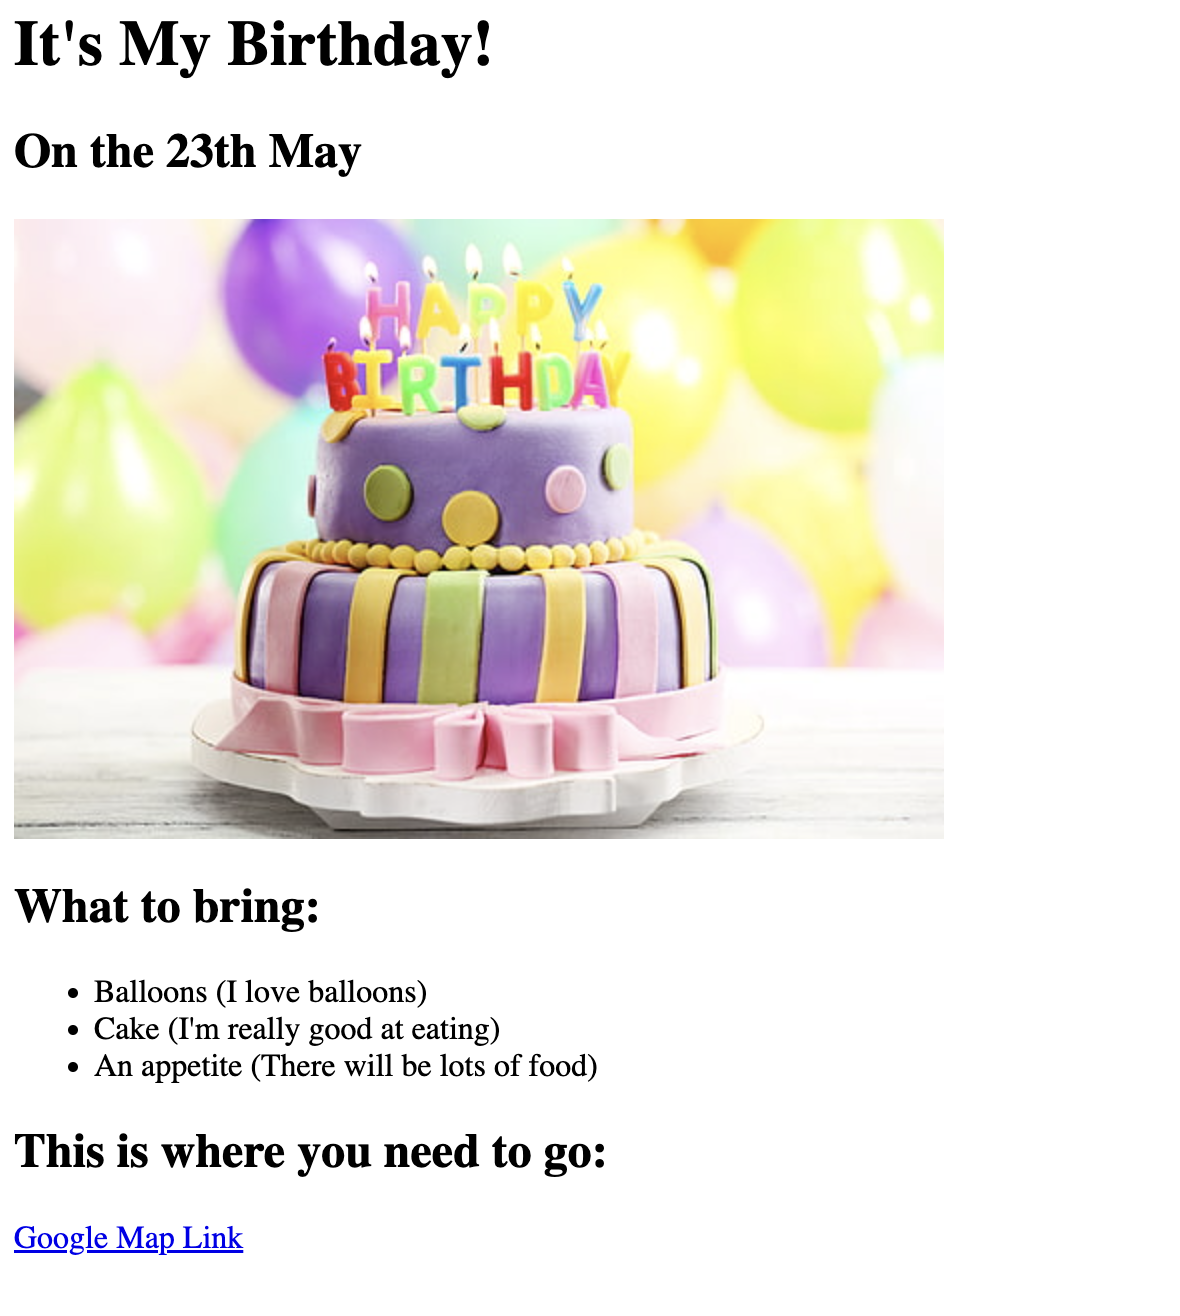 It's My Birthday!
On the 23th May
HAPPY
BIRTHDAY
What to bring:
Balloons (I love balloons)
Cake (I'm really good at eating)
An appetite (There will be lots of food)
This is where you need to go:
Google Map Link